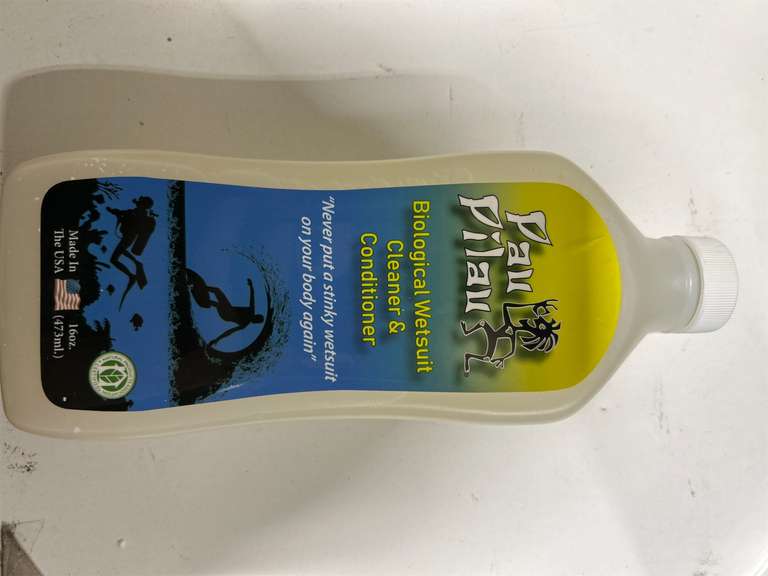 Pau
Pilau
Biological Wetsuit
Cleaner &
Conditioner
"Never put a stinky wetsuit
on your body again"
Made In
The USA
16oz.
(473ml.)